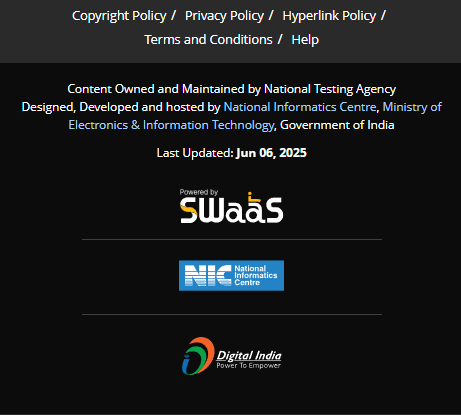 Copyright Policy / Privacy Policy / Hyperlink Policy /
Terms and Conditions / Help
Content Owned and Maintained by National Testing Agency
Designed, Developed and hosted by National Informatics Centre, Ministry of
Electronics & Information Technology, Government of India
Last Updated: Jun 06, 2025
Powered by
SWaaS
NIC National
Informatics
Centre
Digital India
Power To Empower